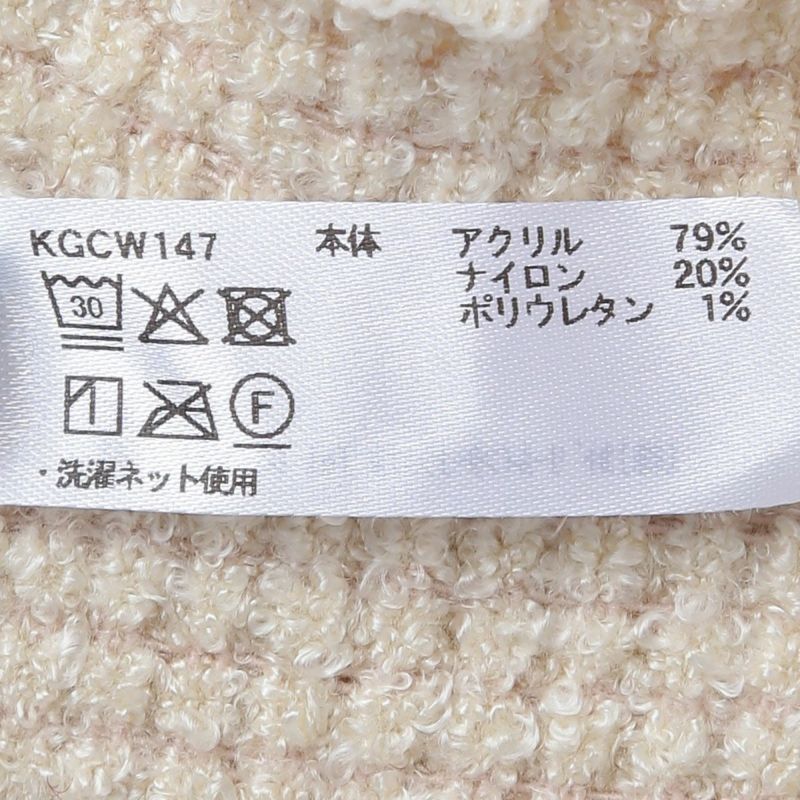 KGCW147 本体 アクリル 79%
ナイロン 20%
ポリウレタン 1%
30
F
・洗濯ネット使用